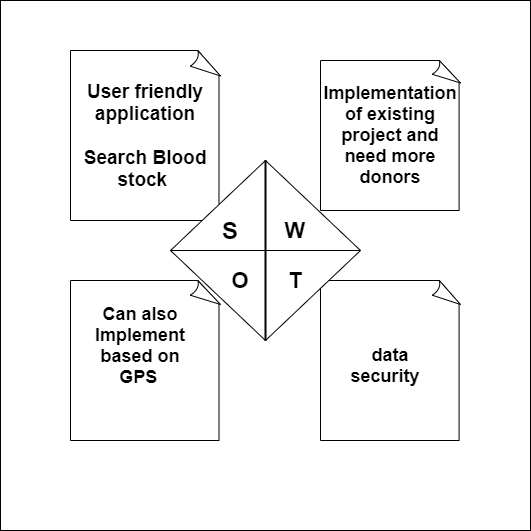 User friendly
application
Search Blood
stock
Implementation
of existing
project and
need more
donors
S W
O T
Can also
Implement
based on
GPS
data
security